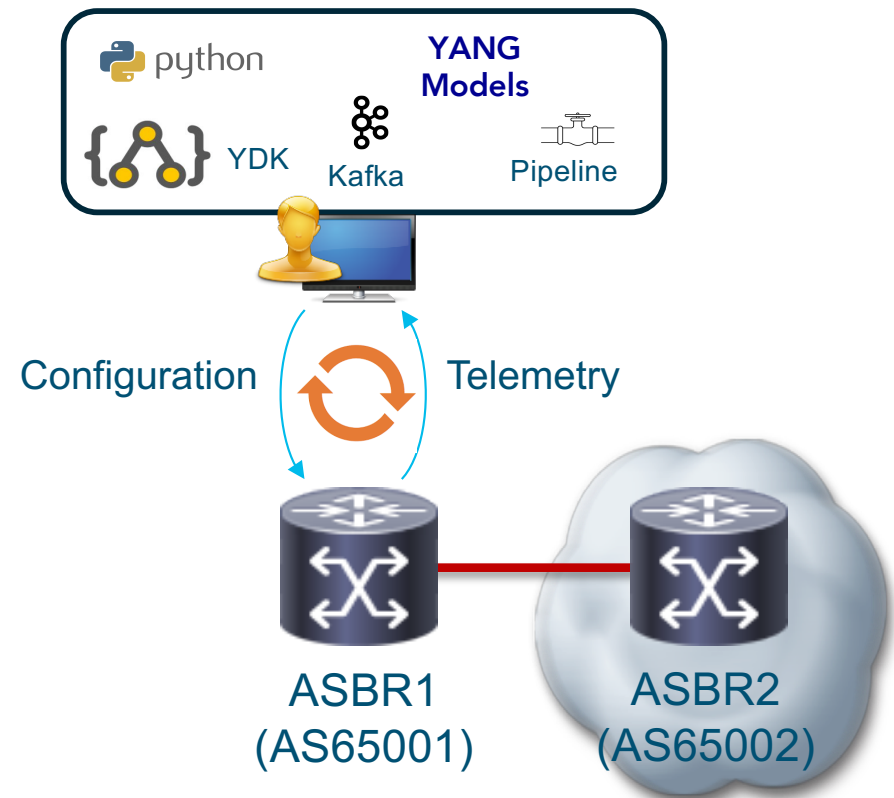 python
YANG
Models
YDK
Kafka
Pipeline
Configuration
Telemetry
ASBR1
(AS65001)
ASBR2
(AS65002)